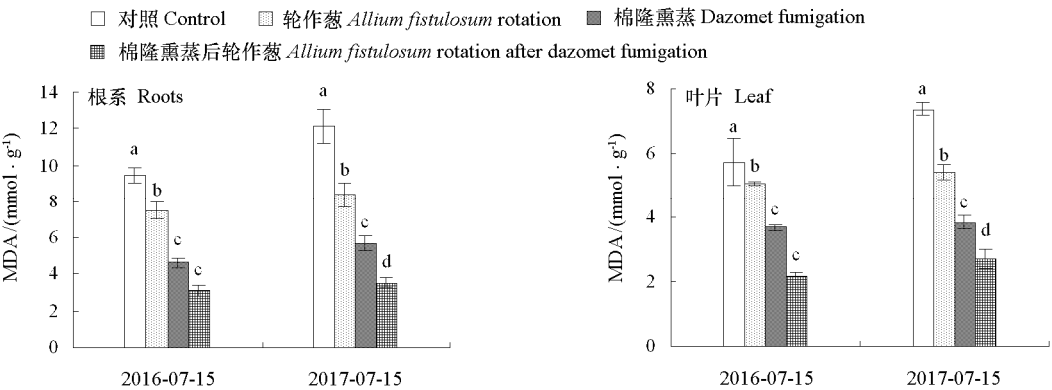 对照 Control 轮作葱 Allium fistulosum rotation 棉隆熏蒸 Dazomet fumigation
棉隆熏蒸后轮作葱 Allium fistulosum rotation after dazomet fumigation
根系 Roots
MDA/(mmol · g-1)
14
12
10
8
6
4
2
0
a
b
c
c
a
b
c
d
2016-07-15 2017-07-15
叶片 Leaf
MDA/(mmol · g-1)
8
6
4
2
0
a
b
c
c
a
b
c
d
2016-07-15 2017-07-15